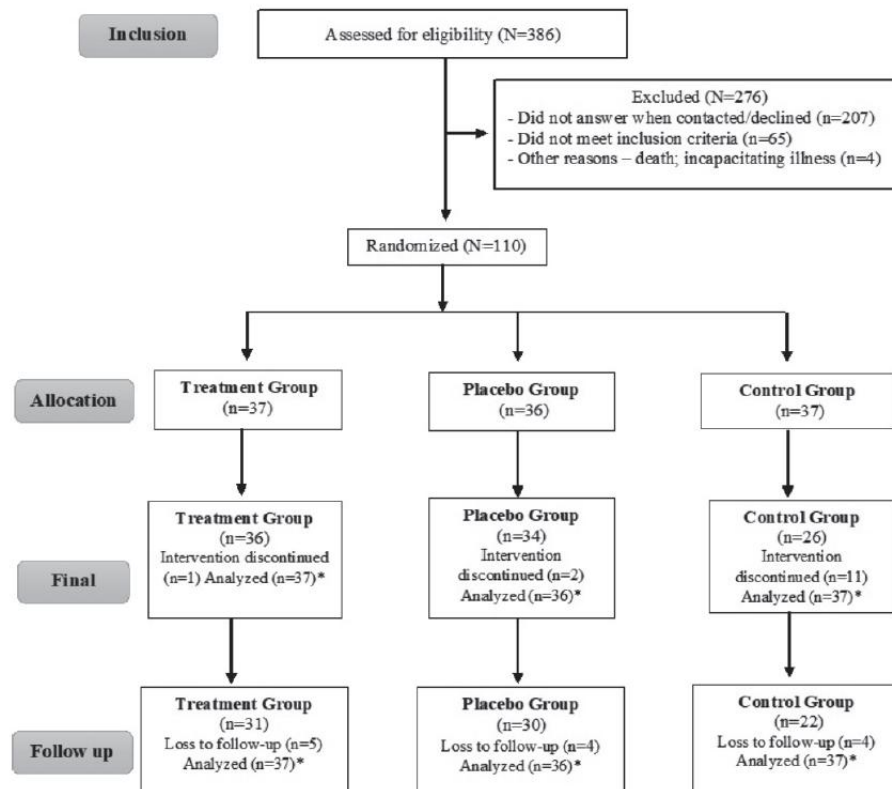 Inclusion
Assessed for eligibility (N=386)
Excluded (N=276)
- Did not answer when contacted/declined (n=207)
- Did not meet inclusion criteria (n=65)
- Other reasons – death; incapacitating illness (n=4)
Randomized (N=110)
Allocation
Treatment Group
(n=37)
Placebo Group
(n=36)
Control Group
(n=37)
Final
Treatment Group
(n=36)
Intervention discontinued
(n=1) Analyzed (n=37)*
Placebo Group
(n=34)
Intervention
discontinued (n=2)
Analyzed (n=36)*
Control Group
(n=26)
Intervention
discontinued (n=11)
Analyzed (n=37)*
Follow up
Treatment Group
(n=31)
Loss to follow-up (n=5)
Analyzed (n=37)*
Placebo Group
(n=30)
Loss to follow-up (n=4)
Analyzed (n=36)*
Control Group
(n=22)
Loss to follow-up (n=4)
Analyzed (n=37)*